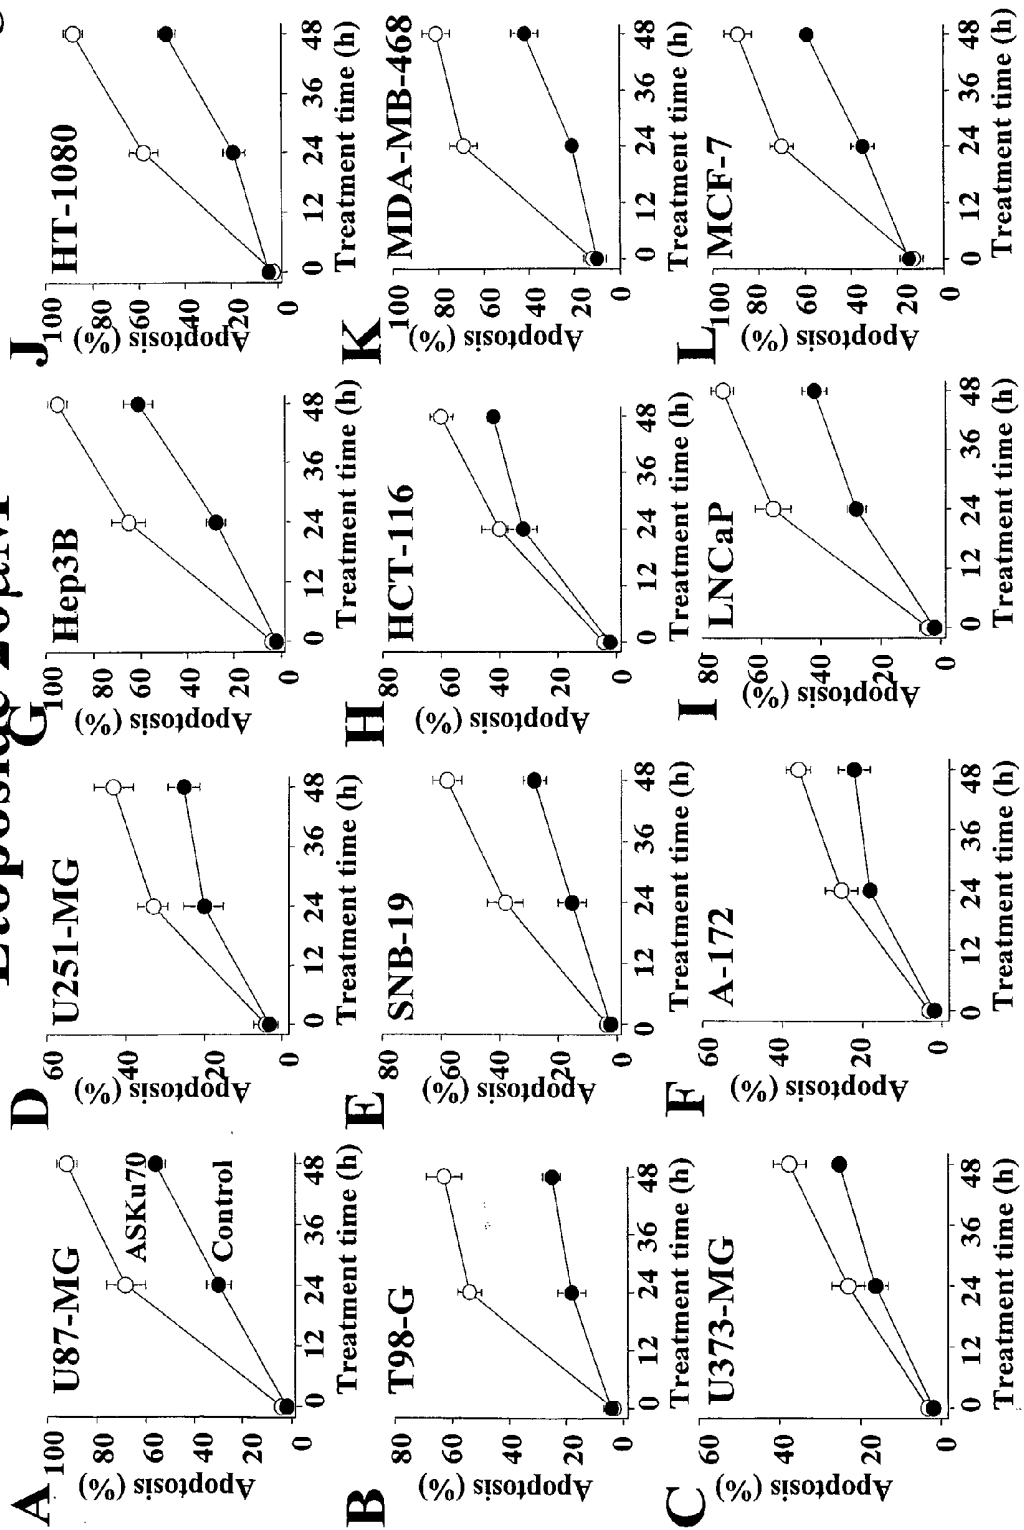 Etoposide 20µM
A
U87-MG
ASKu70
Control
Apoptosis (%)
100
80
60
40
20
0
0 12 24 36 48
Treatment time (h)
B
T98-G
Apoptosis (%)
80
60
40
20
0
0 12 24 36 48
Treatment time (h)
C
U373-MG
Apoptosis (%)
60
40
20
0
0 12 24 36 48
Treatment time (h)
D
U251-MG
Apoptosis (%)
60
40
20
0
0 12 24 36 48
Treatment time (h)
E
SNB-19
Apoptosis (%)
80
60
40
20
0
0 12 24 36 48
Treatment time (h)
F
A-172
Apoptosis (%)
60
40
20
0
0 12 24 36 48
Treatment time (h)
G
Hep3B
Apoptosis (%)
100
80
60
40
20
0
0 12 24 36 48
Treatment time (h)
H
HCT-116
Apoptosis (%)
80
60
40
20
0
0 12 24 36 48
Treatment time (h)
I
LNCaP
Apoptosis (%)
80
60
40
20
0
0 12 24 36 48
Treatment time (h)
J
HT-1080
Apoptosis (%)
100
80
60
40
20
0
0 12 24 36 48
Treatment time (h)
K
MDA-MB-468
Apoptosis (%)
100
80
60
40
20
0
0 12 24 36 48
Treatment time (h)
L
MCF-7
Apoptosis (%)
100
80
60
40
20
0
0 12 24 36 48
Treatment time (h)